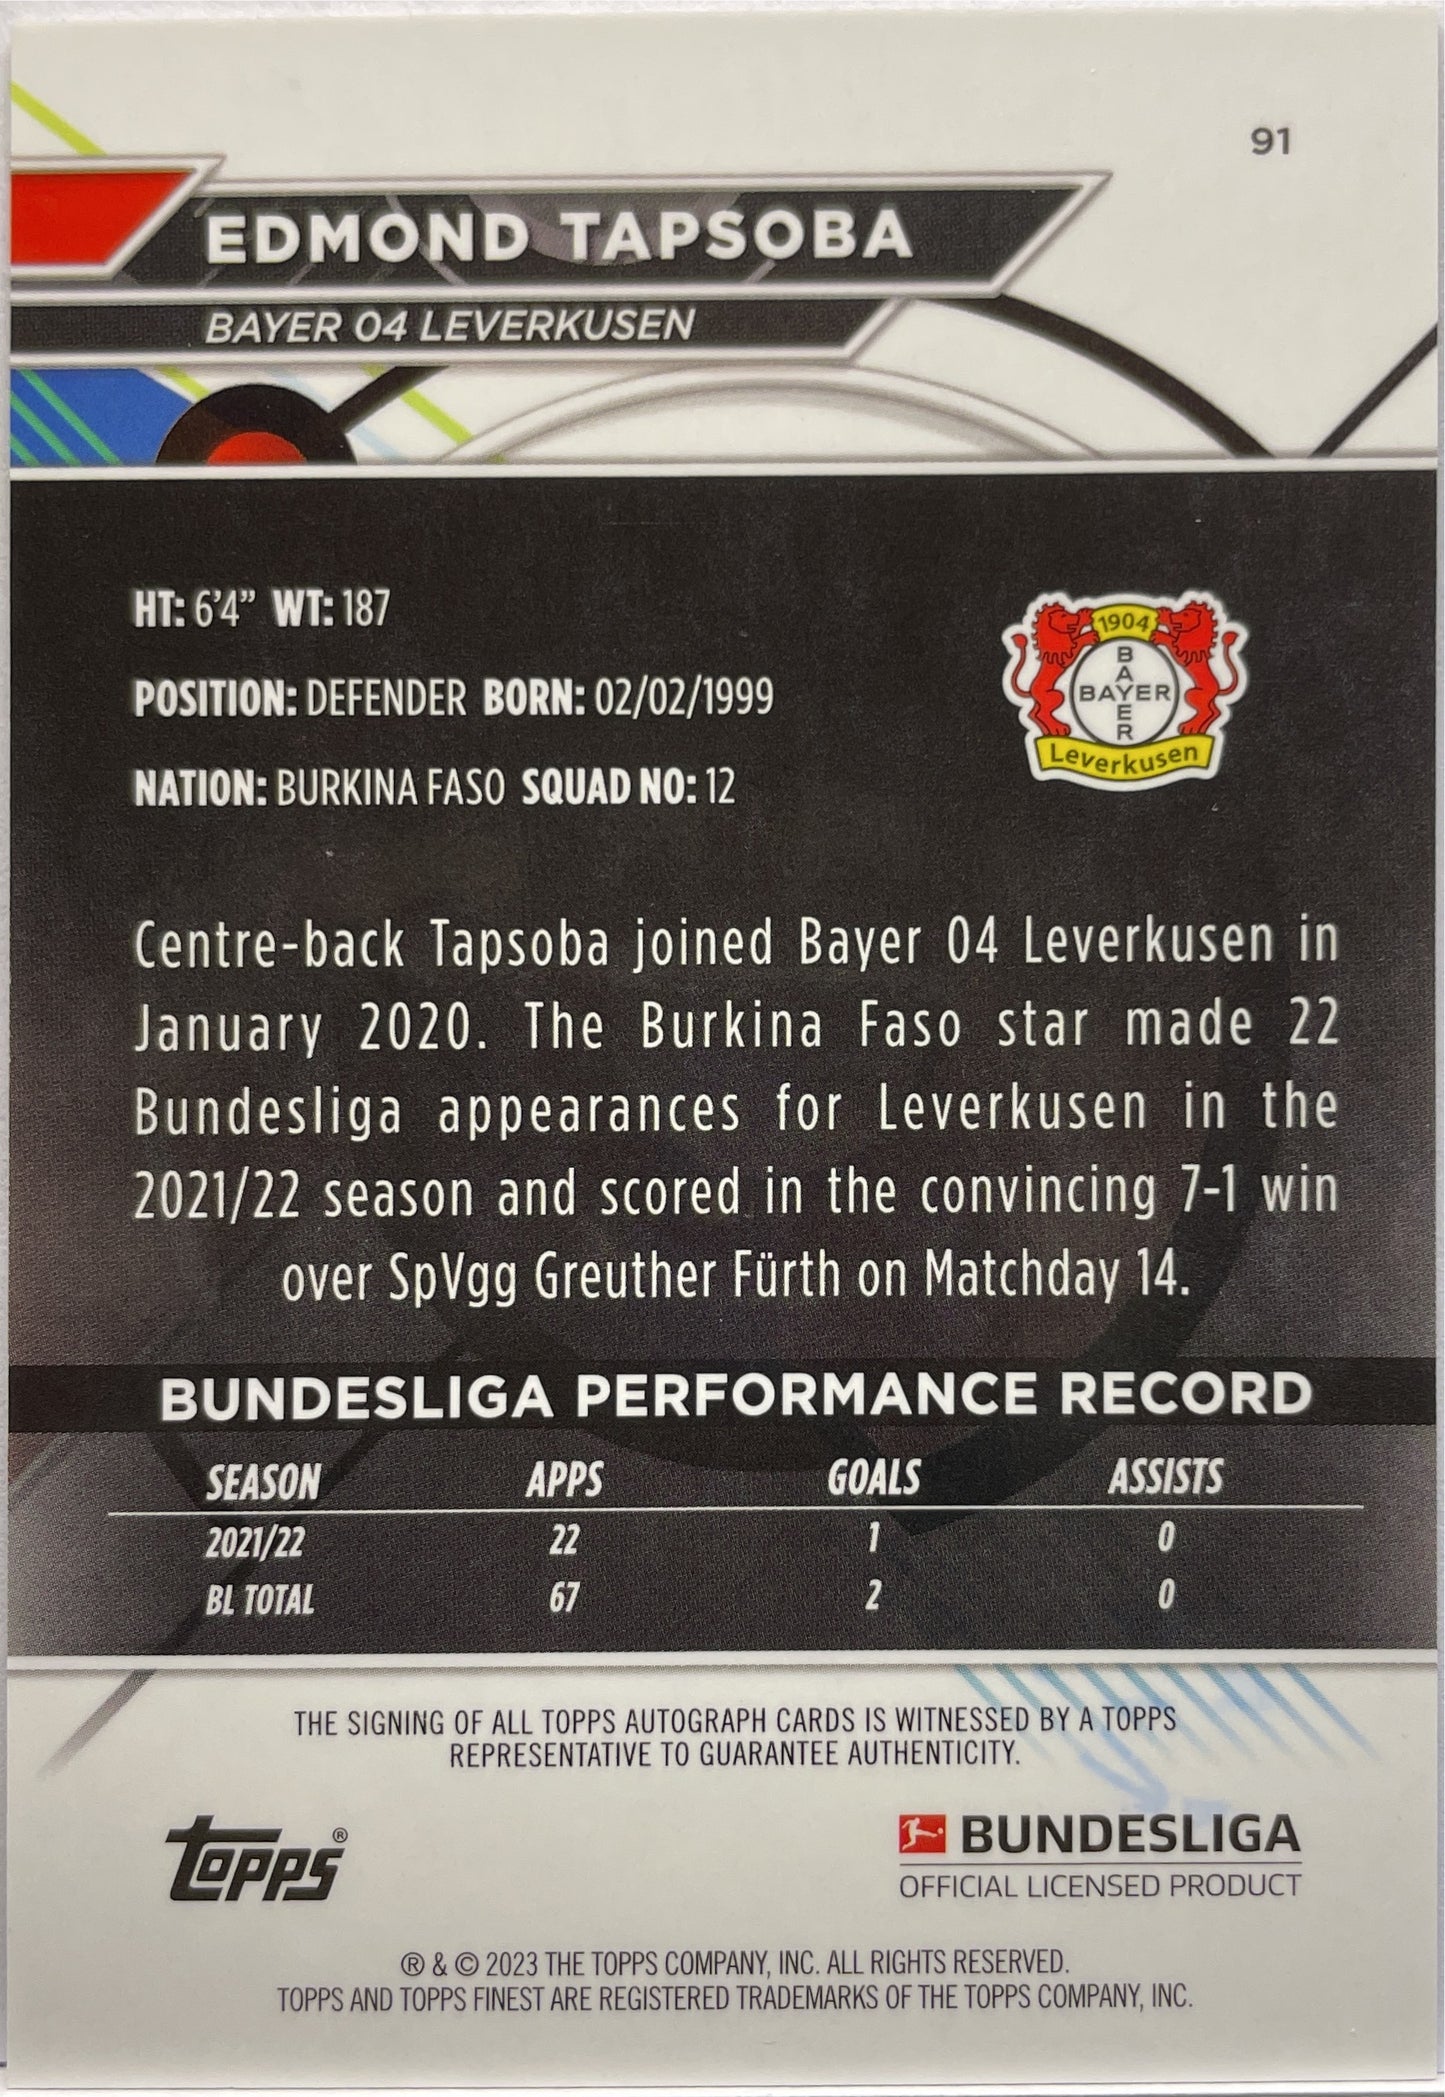 91
EDMOND TAPSOBA
BAYER 04 LEVERKUSEN
HT: 6'4” WT: 187
POSITION: DEFENDER BORN: 02/02/1999
NATION: BURKINA FASO SQUAD NO: 12
1904
BAYER
BAYER
Leverkusen
Centre-back Tapsoba joined Bayer 04 Leverkusen in
January 2020. The Burkina Faso star made 22
Bundesliga appearances for Leverkusen in the
2021/22 season and scored in the convincing 7-1 win
over SpVgg Greuther Fürth on Matchday 14.
BUNDESLIGA PERFORMANCE RECORD
SEASON APPS GOALS ASSISTS
2021/22 22 1 0
BL TOTAL 67 2 0
THE SIGNING OF ALL TOPPS AUTOGRAPH CARDS IS WITNESSED BY A TOPPS
REPRESENTATIVE TO GUARANTEE AUTHENTICITY.
topps®
BUNDESLIGA
OFFICIAL LICENSED PRODUCT
® & © 2023 THE TOPPS COMPANY, INC. ALL RIGHTS RESERVED.
TOPPS AND TOPPS FINEST ARE REGISTERED TRADEMARKS OF THE TOPPS COMPANY, INC.